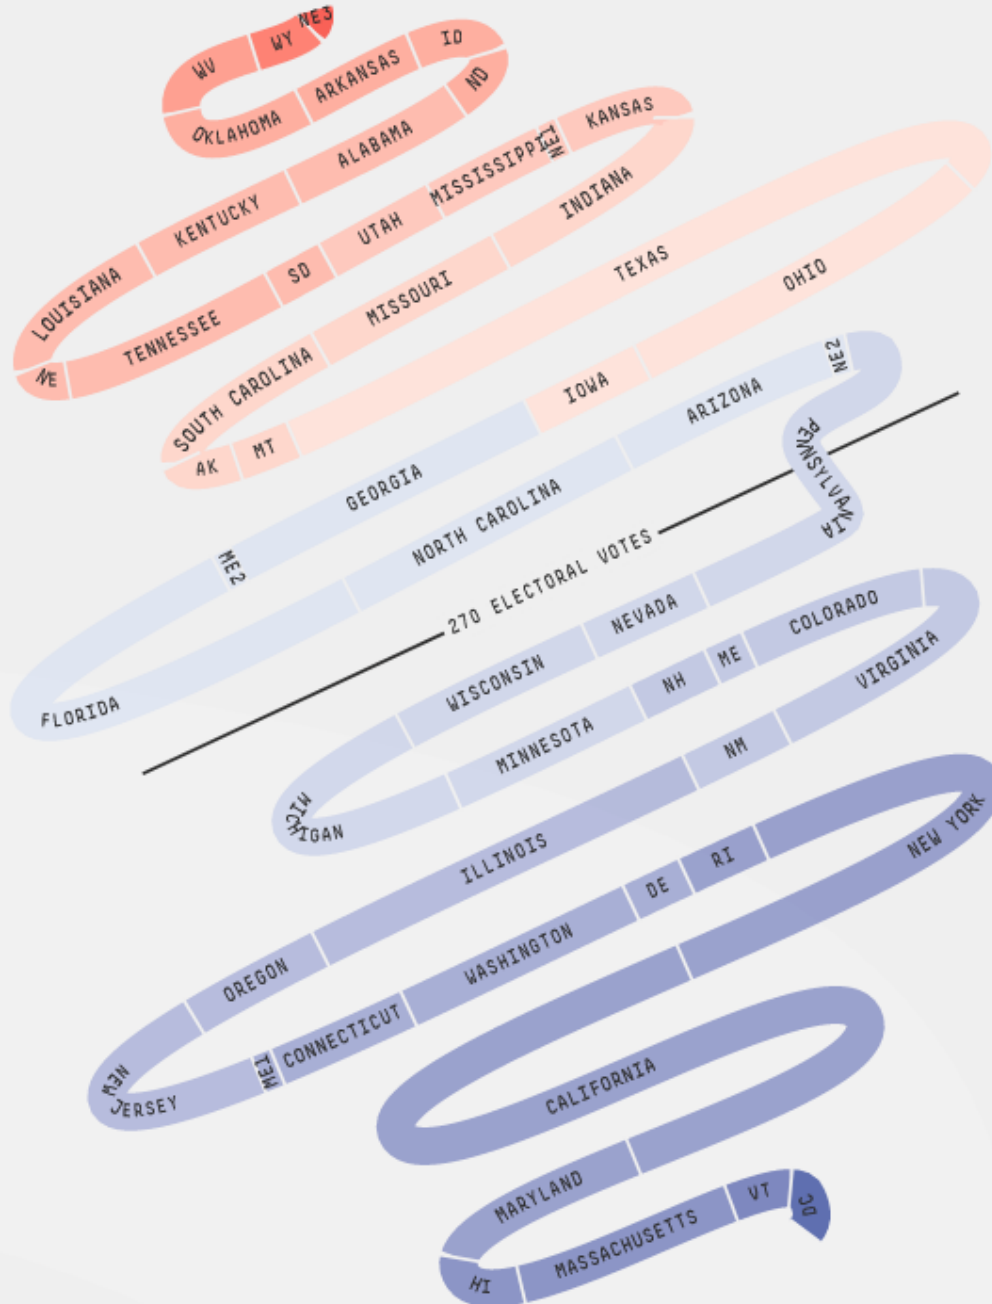 NE3
WY
WV
OKLAHOMA
ARKANSAS
ID
ND
ALABAMA
KENTUCKY
LOUISIANA
NE
TENNESSEE
SD
UTAH
MISSISSIPPI
NE1
KANSAS
INDIANA
MISSOURI
SOUTH CAROLINA
AK
MT
TEXAS
OHIO
IOWA
GEORGIA
ME2
FLORIDA
NORTH CAROLINA
ARIZONA
NE2
PENNSYLVANIA
270 ELECTORAL VOTES
NEVADA
WISCONSIN
MICHIGAN
MINNESOTA
NH
ME
COLORADO
VIRGINIA
NM
ILLINOIS
OREGON
NEW JERSEY
ME1
CONNECTICUT
WASHINGTON
DE
RI
NEW YORK
CALIFORNIA
MARYLAND
HI
MASSACHUSETTS
VT
DC